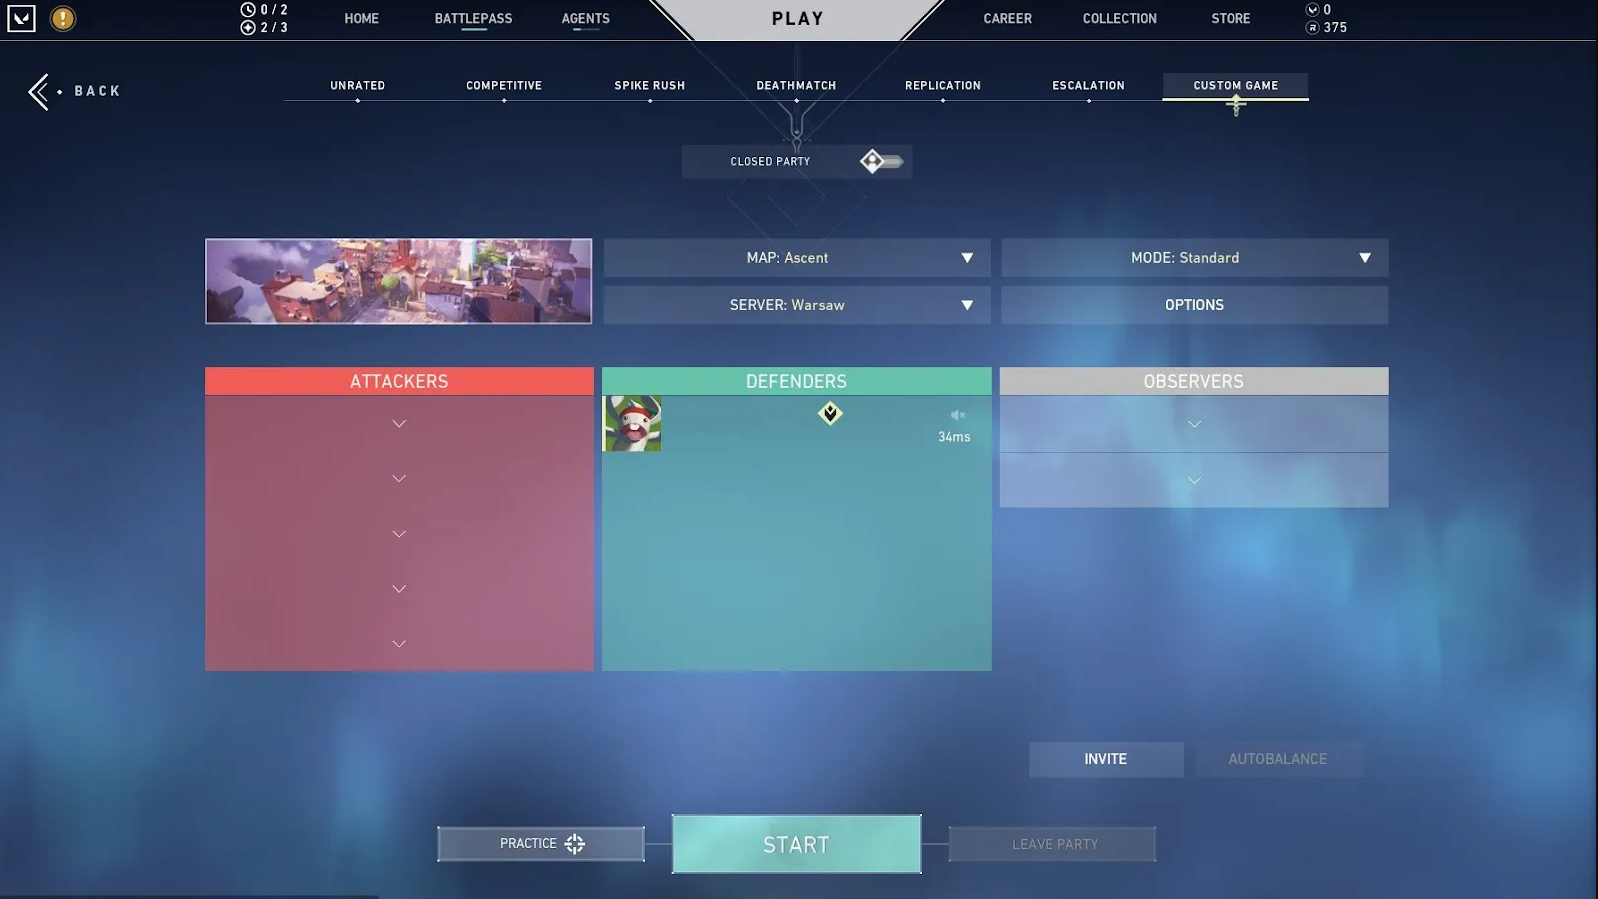 0 / 2
2 / 3
HOME
BATTLEPASS
AGENTS
PLAY
CAREER
COLLECTION
STORE
0
375
BACK
UNRATED
COMPETITIVE
SPIKE RUSH
DEATHMATCH
REPLICATION
ESCALATION
CUSTOM GAME
CLOSED PARTY
MAP: Ascent
MODE: Standard
SERVER: Warsaw
OPTIONS
ATTACKERS
DEFENDERS
OBSERVERS
34ms
INVITE
AUTOBALANCE
PRACTICE
START
LEAVE PARTY